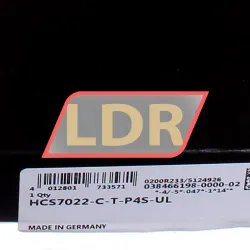 LDR
MADE IN GERMANY
0200R233/S124926
4 012801 733571
038466198-0000-02
*-4/-5*-047*-1*14**
1 Qty
HCS7022-C-T-P4S-UL